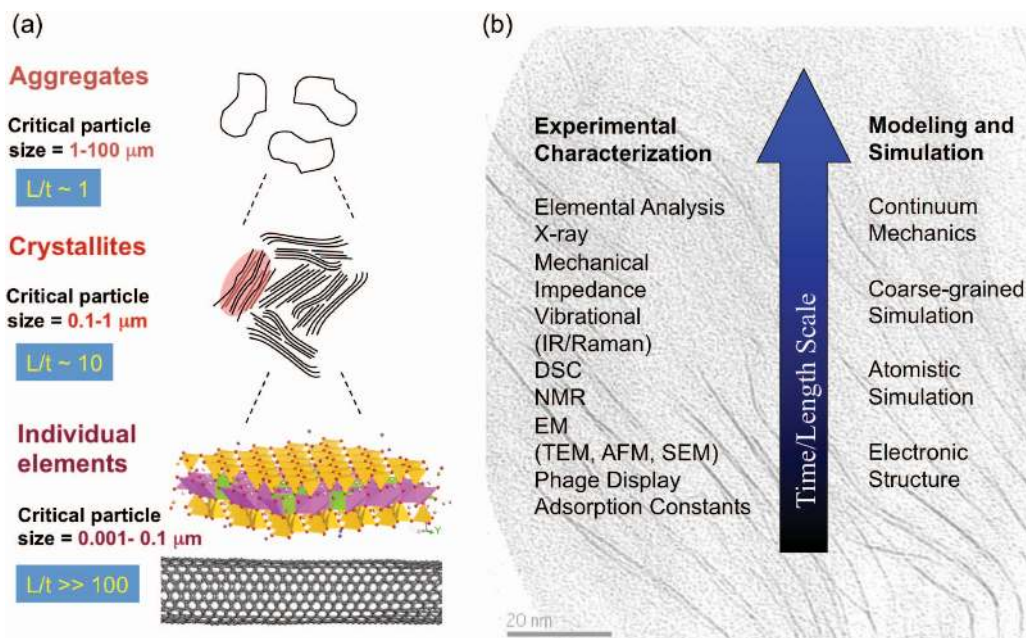 (a)
Aggregates
Critical particle
size = 1-100 μm
L/t ~ 1
Crystallites
Critical particle
size = 0.1-1 μm
L/t ~ 10
Individual
elements
Critical particle
size = 0.001- 0.1 μm
L/t >> 100
Y
(b)
Experimental
Characterization
Elemental Analysis
X-ray
Mechanical
Impedance
Vibrational
(IR/Raman)
DSC
NMR
EM
(TEM, AFM, SEM)
Phage Display
Adsorption Constants
Time/Length Scale
Modeling and
Simulation
Continuum
Mechanics
Coarse-grained
Simulation
Atomistic
Simulation
Electronic
Structure
20 nm